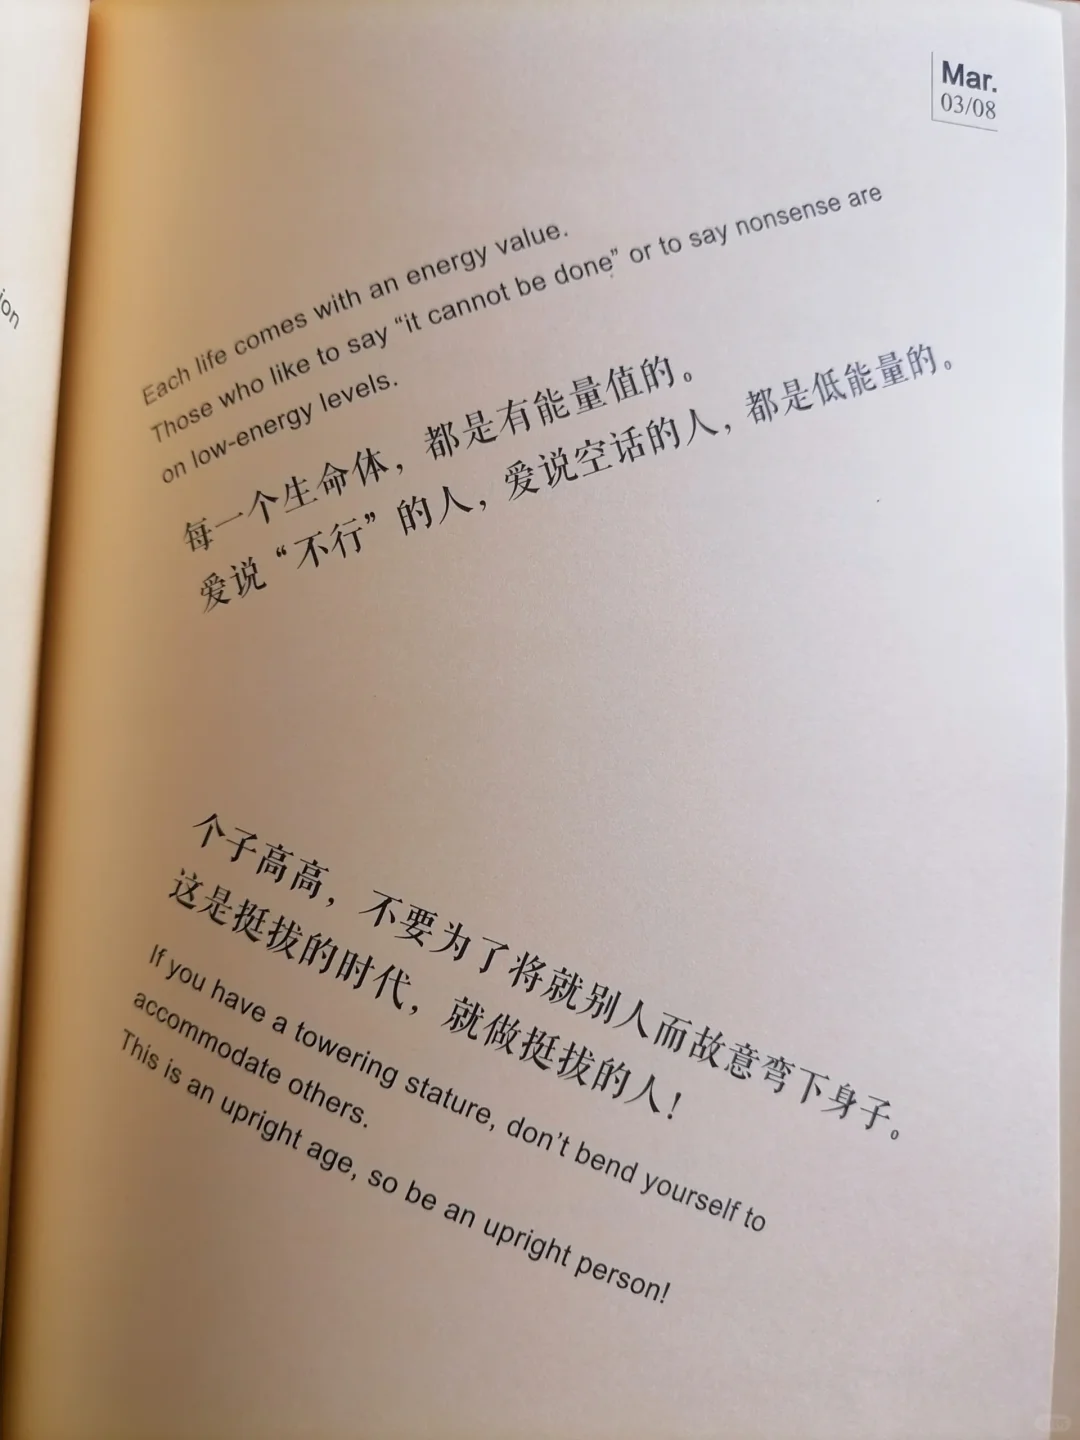 Mar.
03/08
ion
Each life comes with an energy value.
Those who like to say “it cannot be done” or to say nonsense are
on low-energy levels.
每一个生命体，都是有能量值的。
爱说“不行”的人，爱说空话的人，都是低能量的。
个子高高，不要为了将就别人而故意弯下身子。
这是挺拔的时代，就做挺拔的人！
If you have a towering stature, don’t bend yourself to
accommodate others.
This is an upright age, so be an upright person!